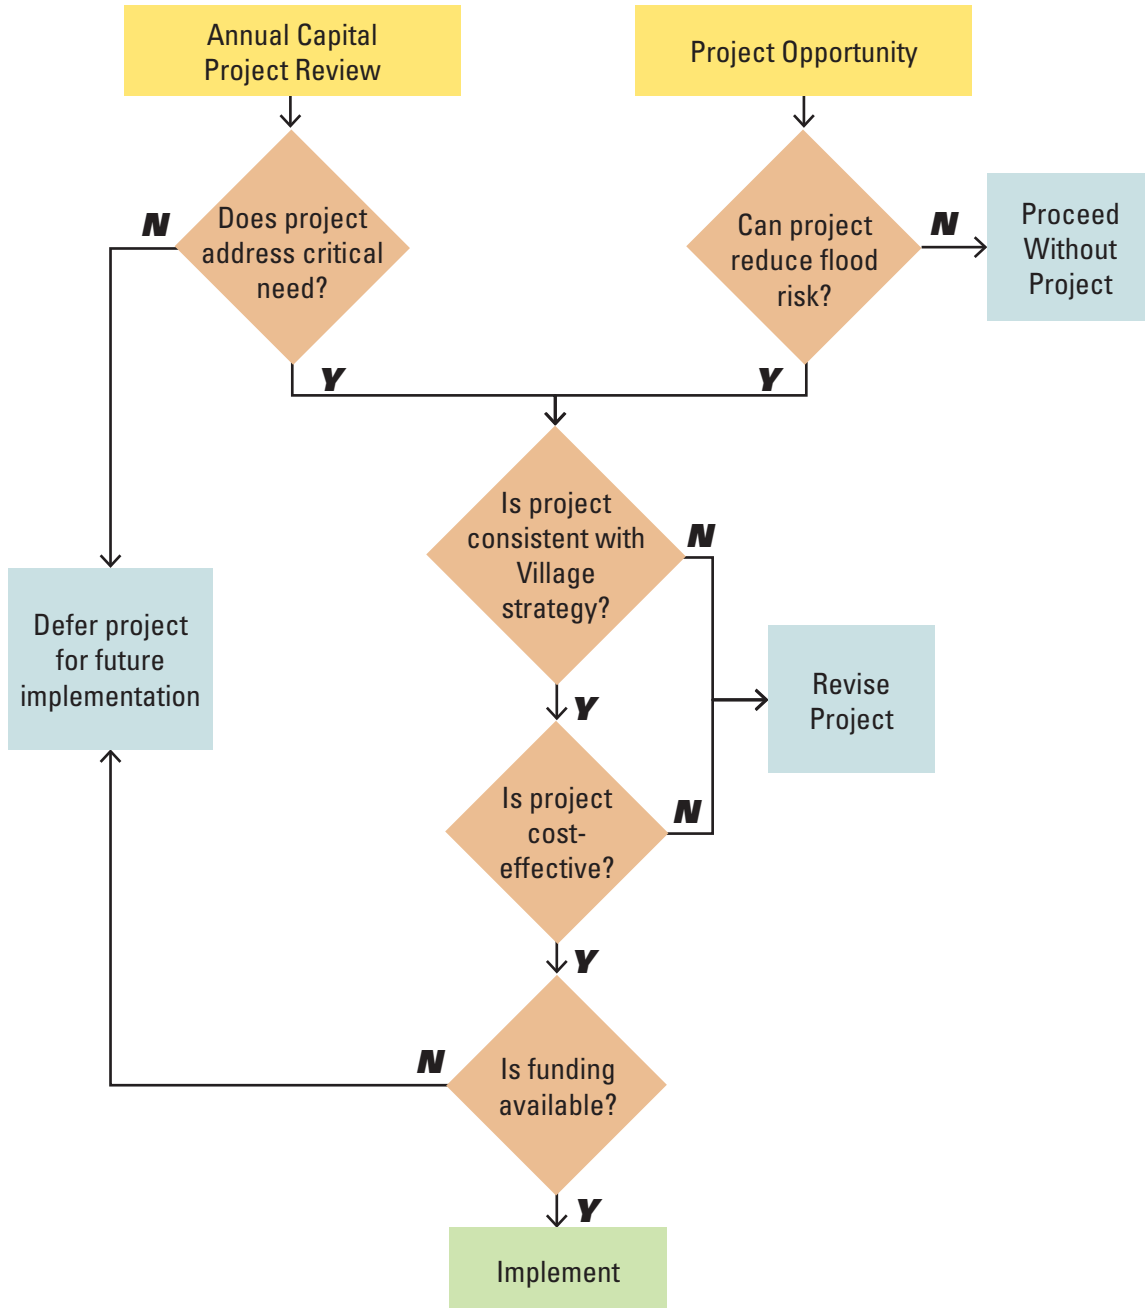 Annual Capital
Project Review
Project Opportunity
Does project
address critical
need?
N
Can project
reduce flood
risk?
N
Proceed
Without
Project
Y
Y
Is project
consistent with
Village
strategy?
N
Defer project
for future
implementation
Revise
Project
Y
Is project
cost-
effective?
N
Y
Is funding
available?
N
Y
Implement